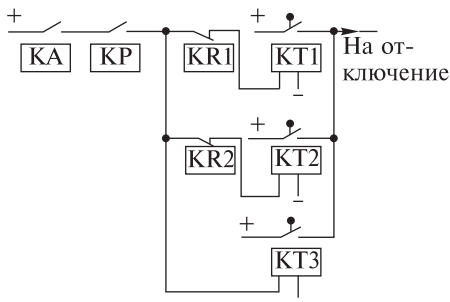 +
+
KA
KP
KR1
KT1
На от-
ключение
−
+
KR2
KT2
−
+
KT3